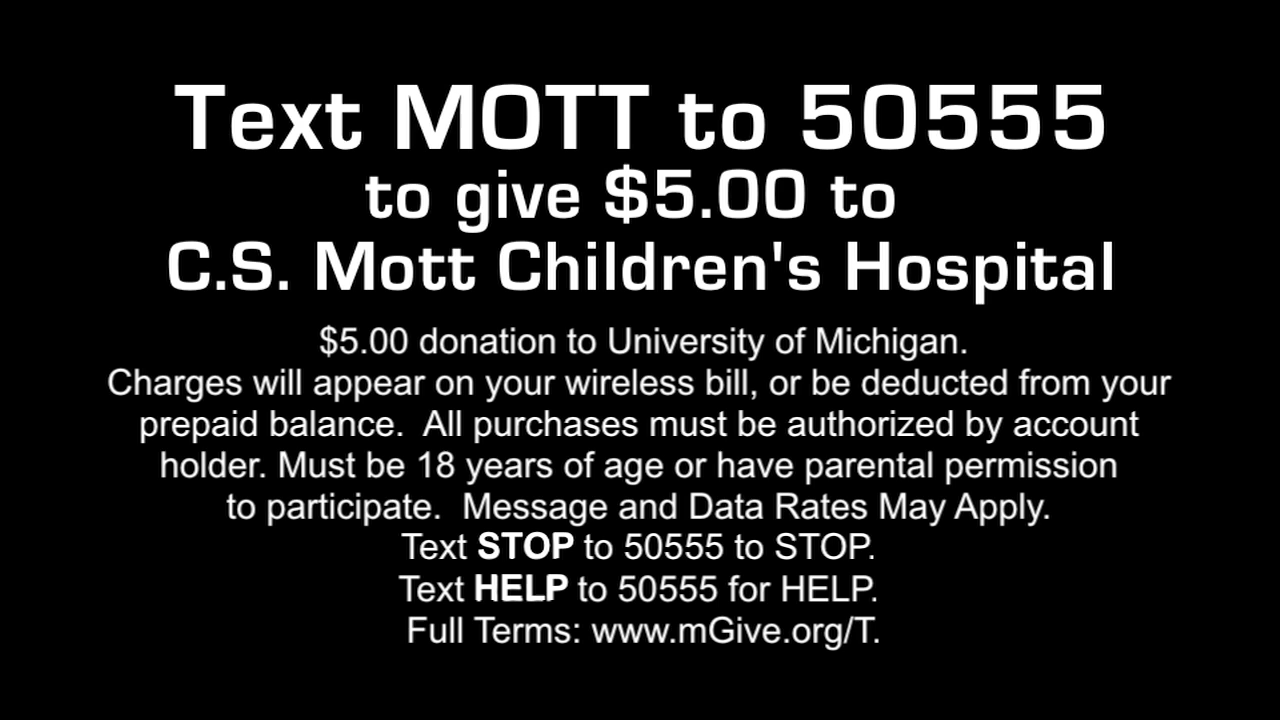 Text MOTT to 50555
to give $5.00 to
C.S. Mott Children's Hospital
$5.00 donation to University of Michigan.
Charges will appear on your wireless bill, or be deducted from your
prepaid balance.  All purchases must be authorized by account
holder. Must be 18 years of age or have parental permission
to participate.  Message and Data Rates May Apply.
Text STOP to 50555 to STOP.
Text HELP to 50555 for HELP.
Full Terms: www.mGive.org/T.